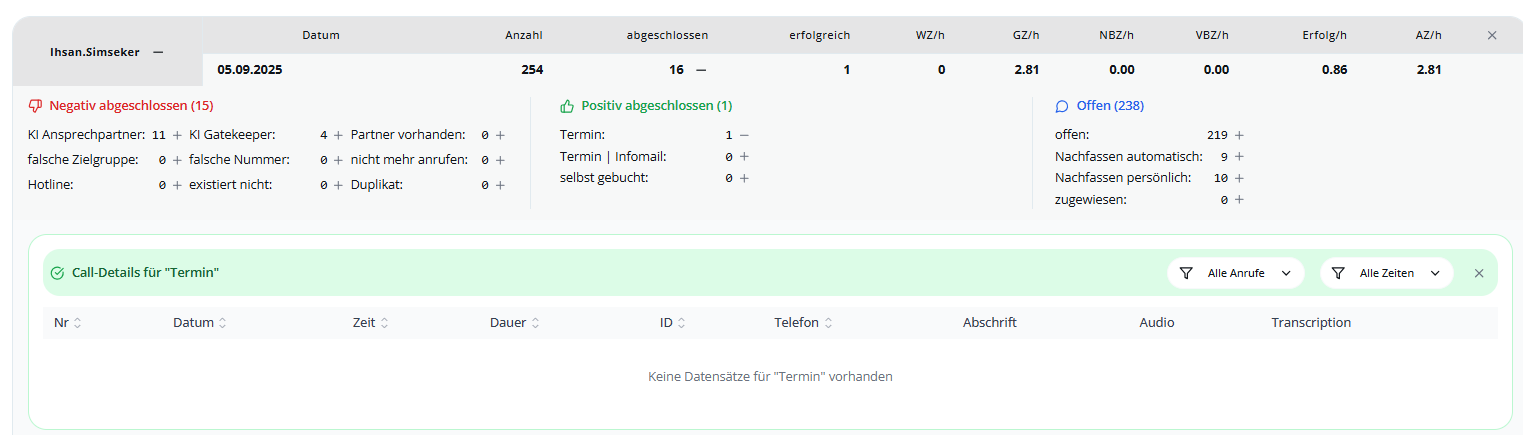 Ihsan.Simseker —
Datum Anzahl abgeschlossen erfolgreich WZ/h GZ/h NBZ/h VBZ/h Erfolg/h AZ/h ×
05.09.2025 254 16 — 1 0 2.81 0.00 0.00 0.86 2.81
Negativ abgeschlossen (15)
KI Ansprechpartner: 11 + KI Gatekeeper: 4 + Partner vorhanden: 0 +
falsche Zielgruppe: 0 + falsche Nummer: 0 + nicht mehr anrufen: 0 +
Hotline: 0 + existiert nicht: 0 + Duplikat: 0 +
Positiv abgeschlossen (1)
Termin: 1 —
Termin | Infomail: 0 +
selbst gebucht: 0 +
Offen (238)
offen: 219 +
Nachfassen automatisch: 9 +
Nachfassen persönlich: 10 +
zugewiesen: 0 +
Call-Details für "Termin" Alle Anrufe Alle Zeiten ×
Nr Datum Zeit Dauer ID Telefon Abschrift Audio Transcription
Keine Datensätze für "Termin" vorhanden